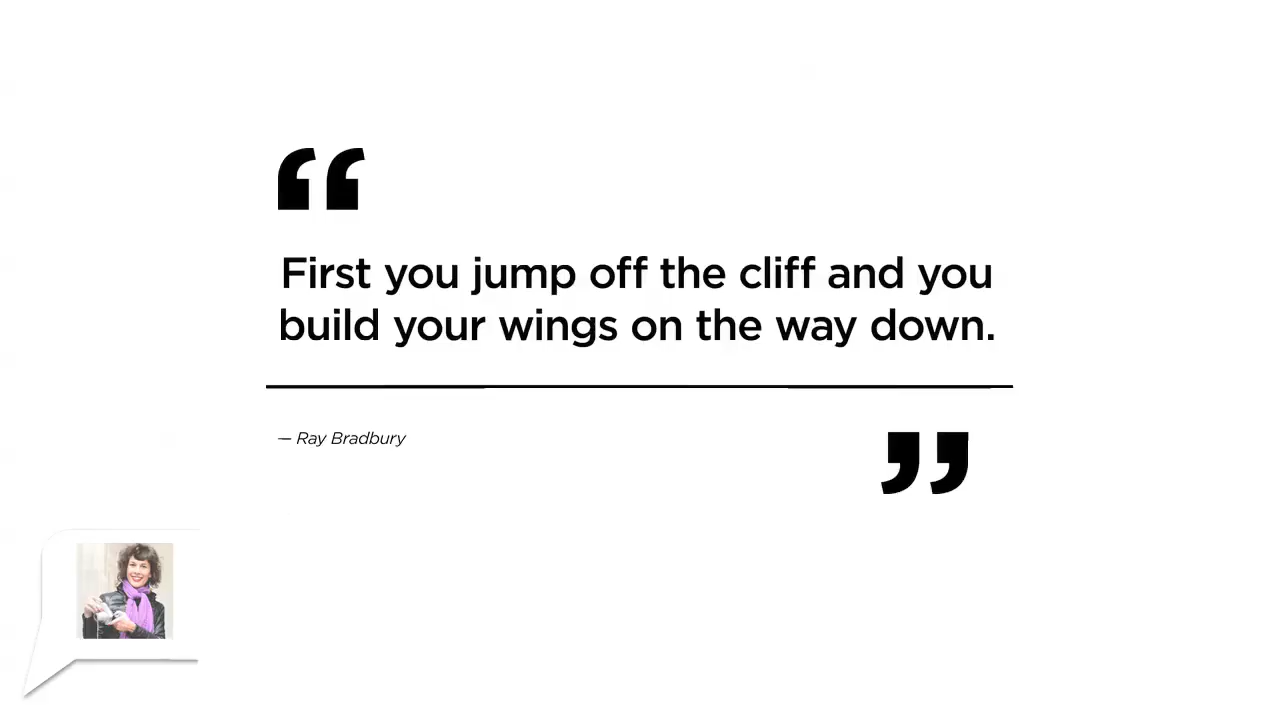 “
First you jump off the cliff and you
build your wings on the way down.
— Ray Bradbury
”